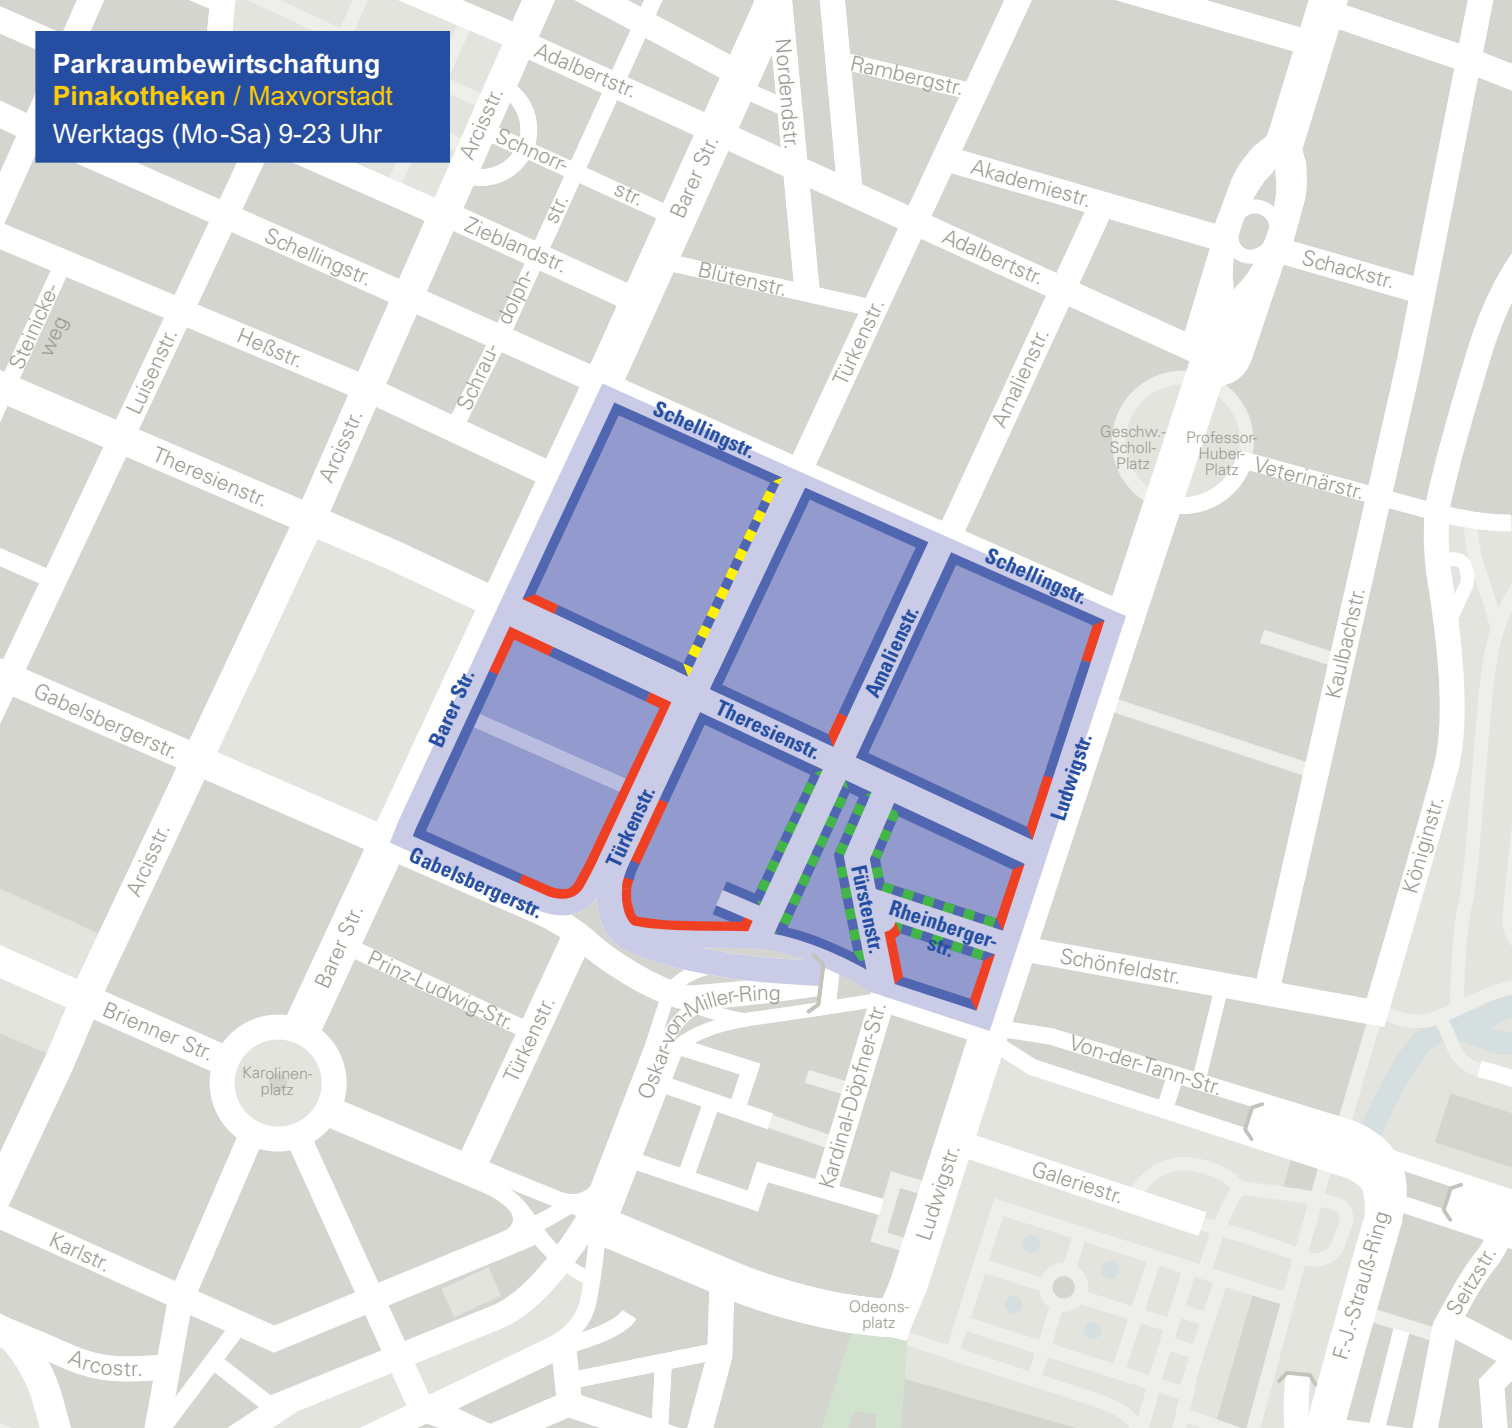 Parkraumbewirtschaftung
Pinakotheken / Maxvorstadt
Werktags (Mo-Sa) 9-23 Uhr
Adalbertstr.
Nordendstr.
Rambergstr.
Arcisstr.
Schnorr-
str.
Barer Str.
Akademiestr.
str.
Zieblandstr.
Schellingstr.
Adalbertstr.
Schackstr.
Blütenstr.
dolph-
Schrau-
Steinicke-
weg
Heßstr.
Luisenstr.
Türkenstr.
Amalienstr.
Arcisstr.
Theresienstr.
Schellingstr.
Geschw.-
Scholl-
Platz
Professor-
Huber-
Platz
Veterinärstr.
Schellingstr.
Amalienstr.
Kaulbachstr.
Gabelsbergerstr.
Barer Str.
Theresienstr.
Ludwigstr.
Türkenstr.
Königinstr.
Arcisstr.
Gabelsbergerstr.
Fürstenstr.
Rheinberger-
str.
Barer Str.
Prinz-Ludwig-Str.
Schönfeldstr.
Brienner Str.
Türkenstr.
Oskar-von-Miller-Ring
Kardinal-Döpfner-Str.
Von-der-Tann-Str.
Karolinen-
platz
Ludwigstr.
Galeriestr.
Karlstr.
F.-J.-Strauß-Ring
Seitzstr.
Odeons-
platz
Arcostr.